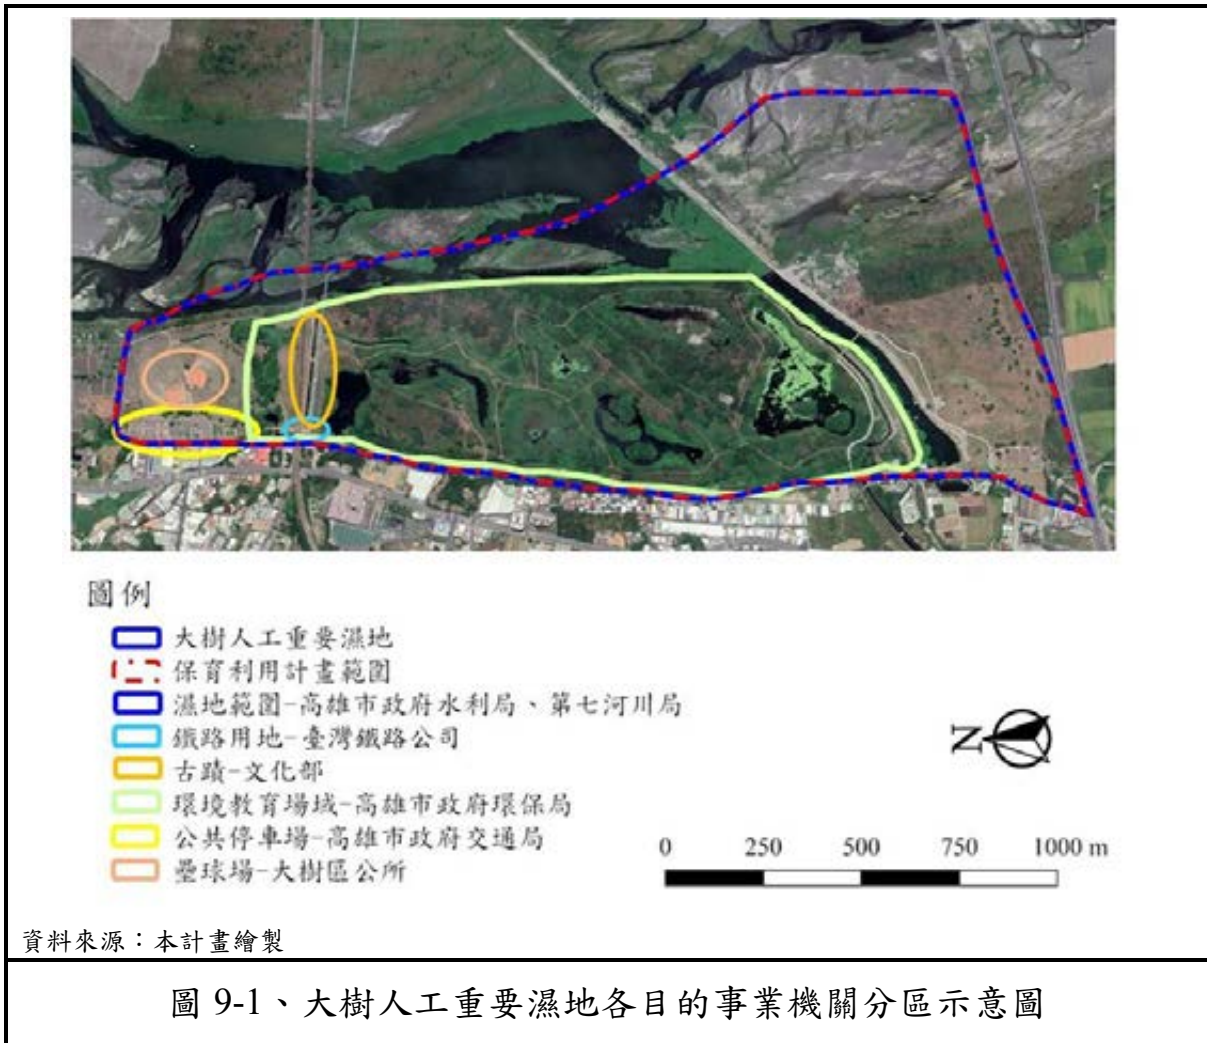 圖例
大樹人工重要濕地
保育利用計畫範圍
濕地範圍-高雄市政府水利局、第七河川局
鐵路用地-臺灣鐵路公司
古蹟-文化部
環境教育場域-高雄市政府環保局
公共停車場-高雄市政府交通局
壘球場-大樹區公所
N
0 250 500 750 1000 m
資料來源：本計畫繪製
圖 9-1、大樹人工重要濕地各目的事業機關分區示意圖